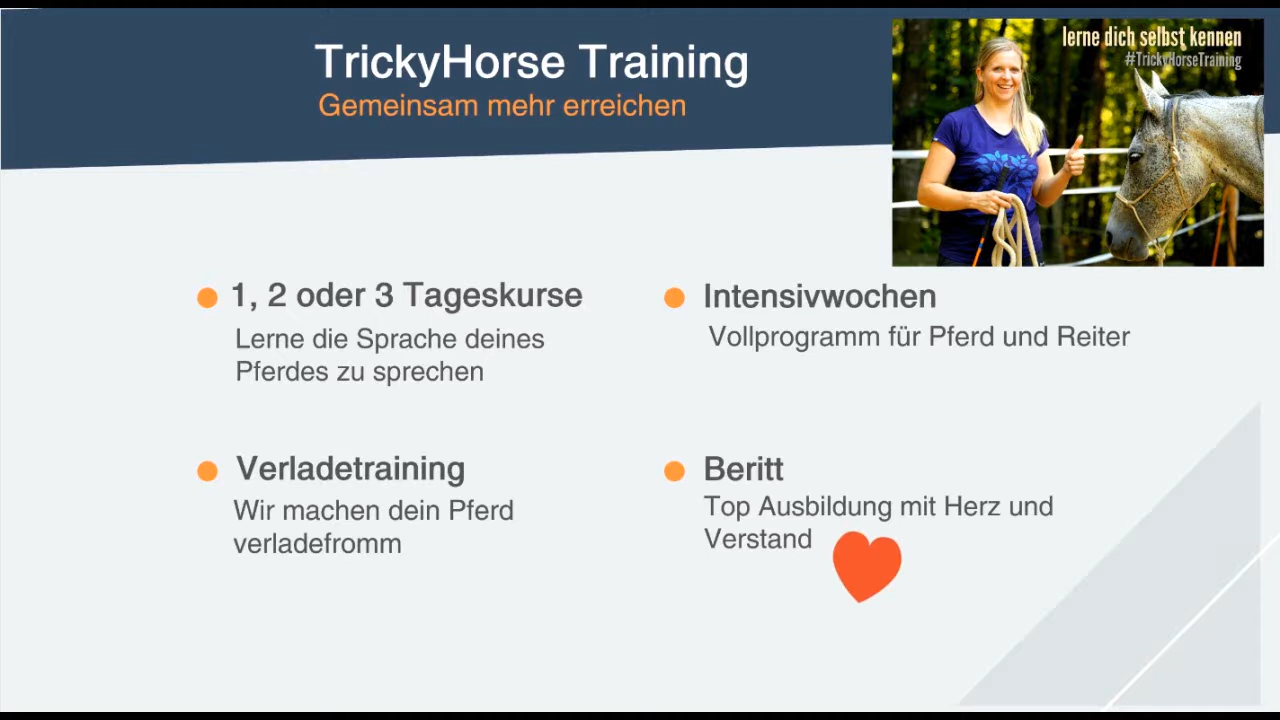 TrickyHorse Training
Gemeinsam mehr erreichen
lerne dich selbst kennen
#TrickyHorseTraining
1, 2 oder 3 Tageskurse
Lerne die Sprache deines
Pferdes zu sprechen
Intensivwochen
Vollprogramm für Pferd und Reiter
Verladetraining
Wir machen dein Pferd
verladefromm
Beritt
Top Ausbildung mit Herz und
Verstand